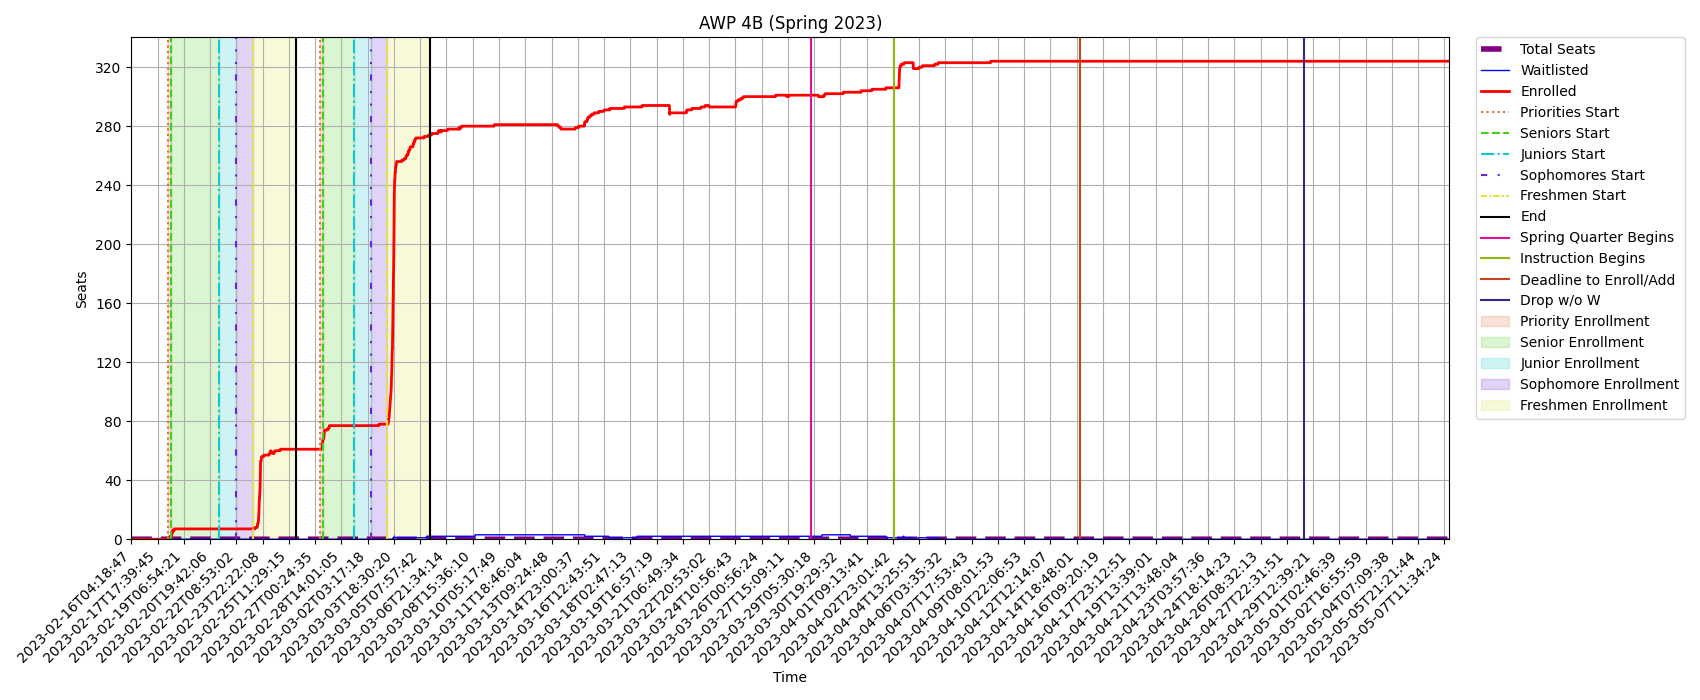 AWP 4B (Spring 2023)
Seats
320
280
240
200
160
120
80
40
0
2023-02-16T04:18:47
2023-02-17T17:39:45
2023-02-19T06:54:21
2023-02-20T19:42:06
2023-02-22T08:53:02
2023-02-23T22:22:08
2023-02-25T11:29:15
2023-02-27T00:24:35
2023-02-28T14:01:05
2023-03-02T03:17:18
2023-03-03T18:30:20
2023-03-05T07:57:42
2023-03-06T21:34:14
2023-03-08T15:36:10
2023-03-10T05:17:49
2023-03-11T18:46:04
2023-03-13T09:24:48
2023-03-14T23:00:37
2023-03-16T12:43:51
2023-03-18T02:47:13
2023-03-19T16:57:19
2023-03-21T06:49:34
2023-03-22T20:53:02
2023-03-24T10:56:43
2023-03-26T00:56:24
2023-03-27T15:09:11
2023-03-29T05:30:18
2023-03-30T19:29:32
2023-04-01T09:13:41
2023-04-02T23:01:42
2023-04-04T13:25:51
2023-04-06T03:35:32
2023-04-07T17:53:43
2023-04-09T08:01:53
2023-04-10T22:06:53
2023-04-12T12:14:07
2023-04-14T18:48:01
2023-04-16T09:20:19
2023-04-17T23:12:51
2023-04-19T13:39:01
2023-04-21T13:48:04
2023-04-23T03:57:36
2023-04-24T18:14:23
2023-04-26T08:32:13
2023-04-27T22:31:51
2023-04-29T12:39:21
2023-05-01T02:46:39
2023-05-02T16:55:59
2023-05-04T07:09:38
2023-05-05T21:21:44
2023-05-07T11:34:24
Time
Total Seats
Waitlisted
Enrolled
Priorities Start
Seniors Start
Juniors Start
Sophomores Start
Freshmen Start
End
Spring Quarter Begins
Instruction Begins
Deadline to Enroll/Add
Drop w/o W
Priority Enrollment
Senior Enrollment
Junior Enrollment
Sophomore Enrollment
Freshmen Enrollment